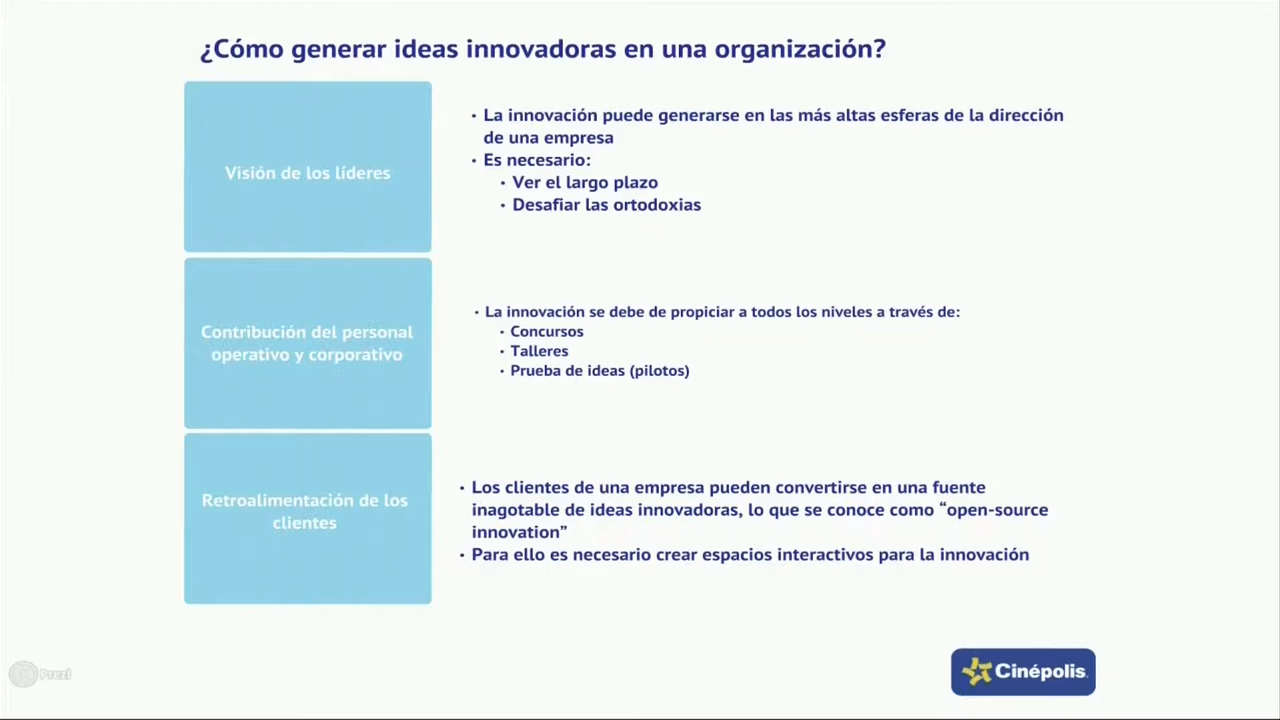 ¿Cómo generar ideas innovadoras en una organización?
Visión de los líderes
• La innovación puede generarse en las más altas esferas de la dirección
de una empresa
• Es necesario:
• Ver el largo plazo
• Desafiar las ortodoxias
Contribución del personal
operativo y corporativo
• La innovación se debe de propiciar a todos los niveles a través de:
• Concursos
• Talleres
• Prueba de ideas (pilotos)
Retroalimentación de los
clientes
• Los clientes de una empresa pueden convertirse en una fuente
inagotable de ideas innovadoras, lo que se conoce como “open-source
innovation”
• Para ello es necesario crear espacios interactivos para la innovación
Prezi
Cinépolis